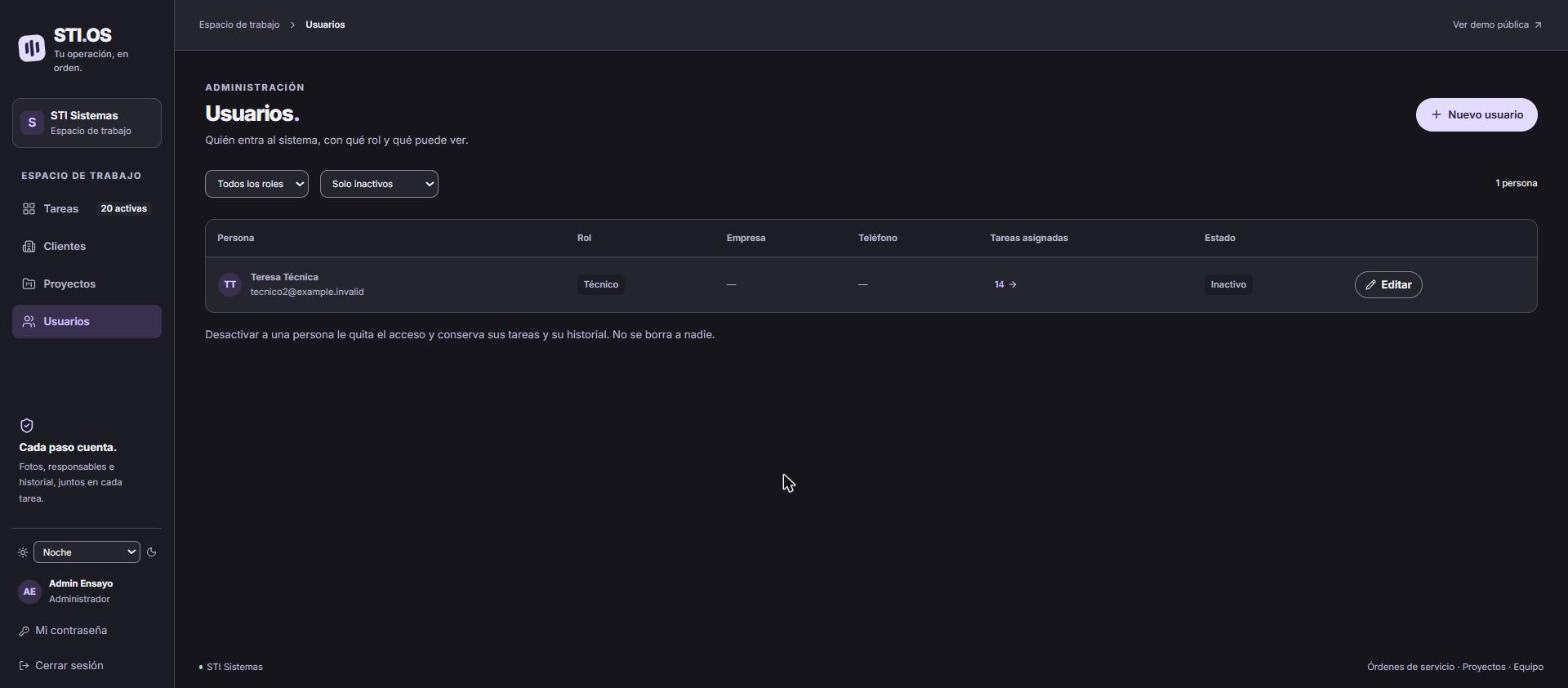 STI.OS
Tu operación, en
orden.
S
STI Sistemas
Espacio de trabajo
ESPACIO DE TRABAJO
Tareas 20 activas
Clientes
Proyectos
Usuarios
Cada paso cuenta.
Fotos, responsables e
historial, juntos en cada
tarea.
Noche
AE
Admin Ensayo
Administrador
Mi contraseña
Cerrar sesión
Espacio de trabajo > Usuarios
Ver demo pública
ADMINISTRACIÓN
Usuarios.
Quién entra al sistema, con qué rol y qué puede ver.
+ Nuevo usuario
Todos los roles Solo inactivos
1 persona
Persona Rol Empresa Teléfono Tareas asignadas Estado
TT
Teresa Técnica
tecnico2@example.invalid
Técnico — — 14 → Inactivo Editar
Desactivar a una persona le quita el acceso y conserva sus tareas y su historial. No se borra a nadie.
STI Sistemas
Órdenes de servicio · Proyectos · Equipo